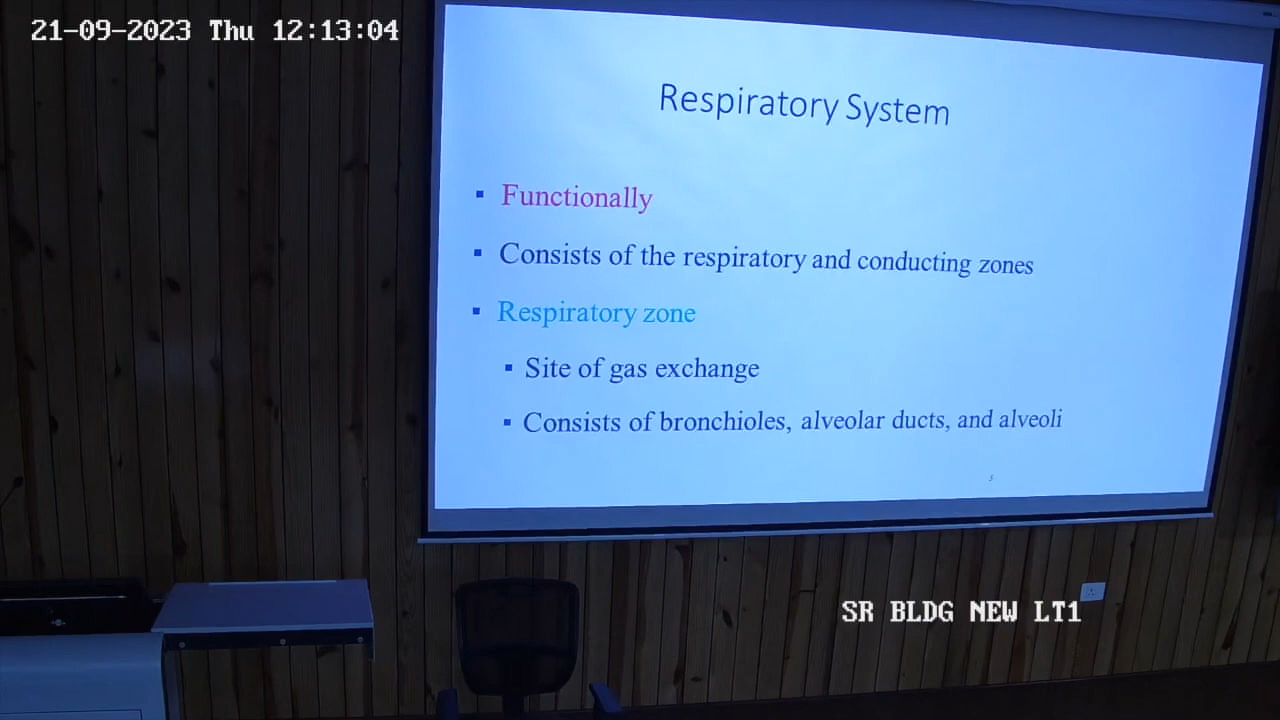 21-09-2023 Thu 12:13:04
Respiratory System
▪ Functionally
▪ Consists of the respiratory and conducting zones
▪ Respiratory zone
▪ Site of gas exchange
▪ Consists of bronchioles, alveolar ducts, and alveoli
5
SR BLDG NEW LT1